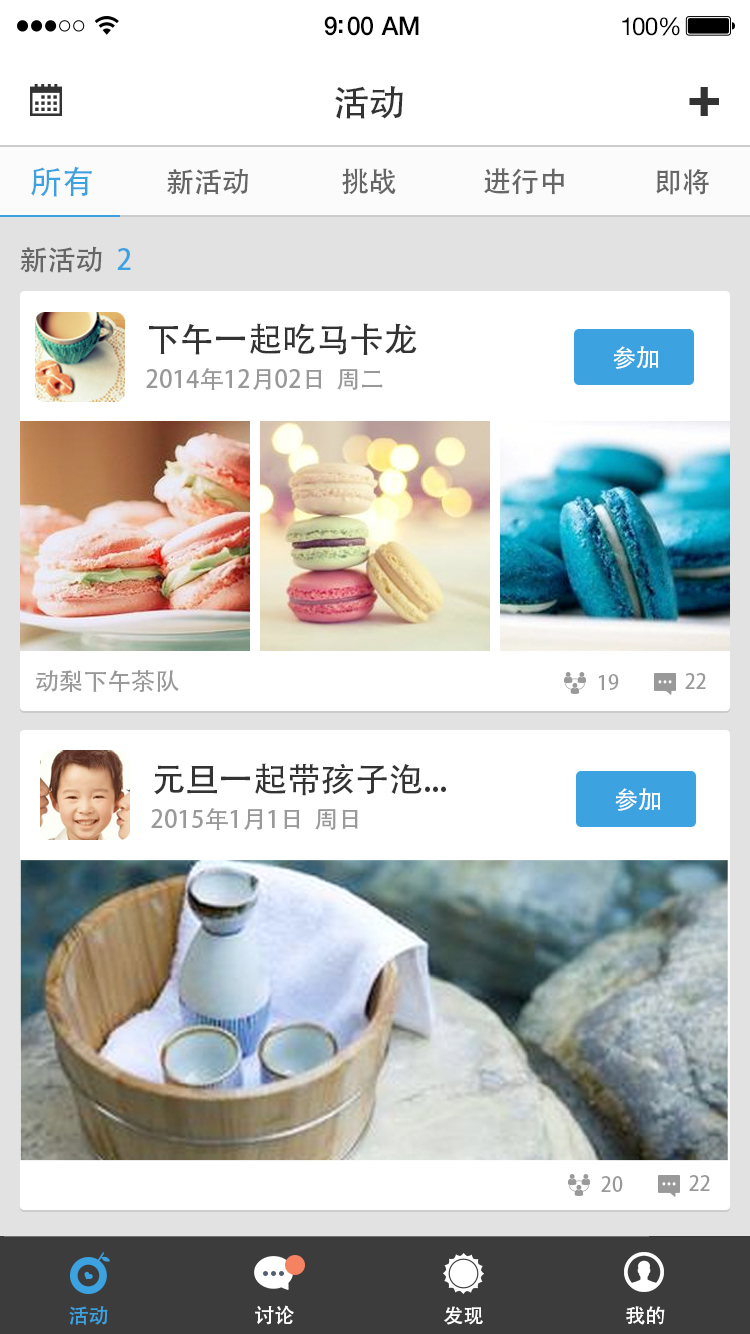 9:00 AM 100%
活动
所有 新活动 挑战 进行中 即将
新活动 2
下午一起吃马卡龙
2014年12月02日 周二
参加
动梨下午茶队 19 22
元旦一起带孩子泡...
2015年1月1日 周日
参加
20 22
活动 讨论 发现 我的